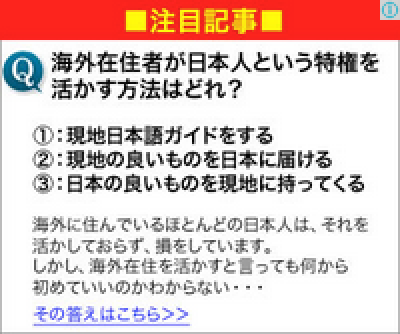 ■注目記事■
Q
海外在住者が日本人という特権を
活かす方法はどれ？
①：現地日本語ガイドをする
②：現地の良いものを日本に届ける
③：日本の良いものを現地に持ってくる
海外に住んでいるほとんどの日本人は、それを
活かしておらず、損をしています。
しかし、海外在住を活かすと言っても何から
初めていいのかわからない・・・
その答えはこちら>>